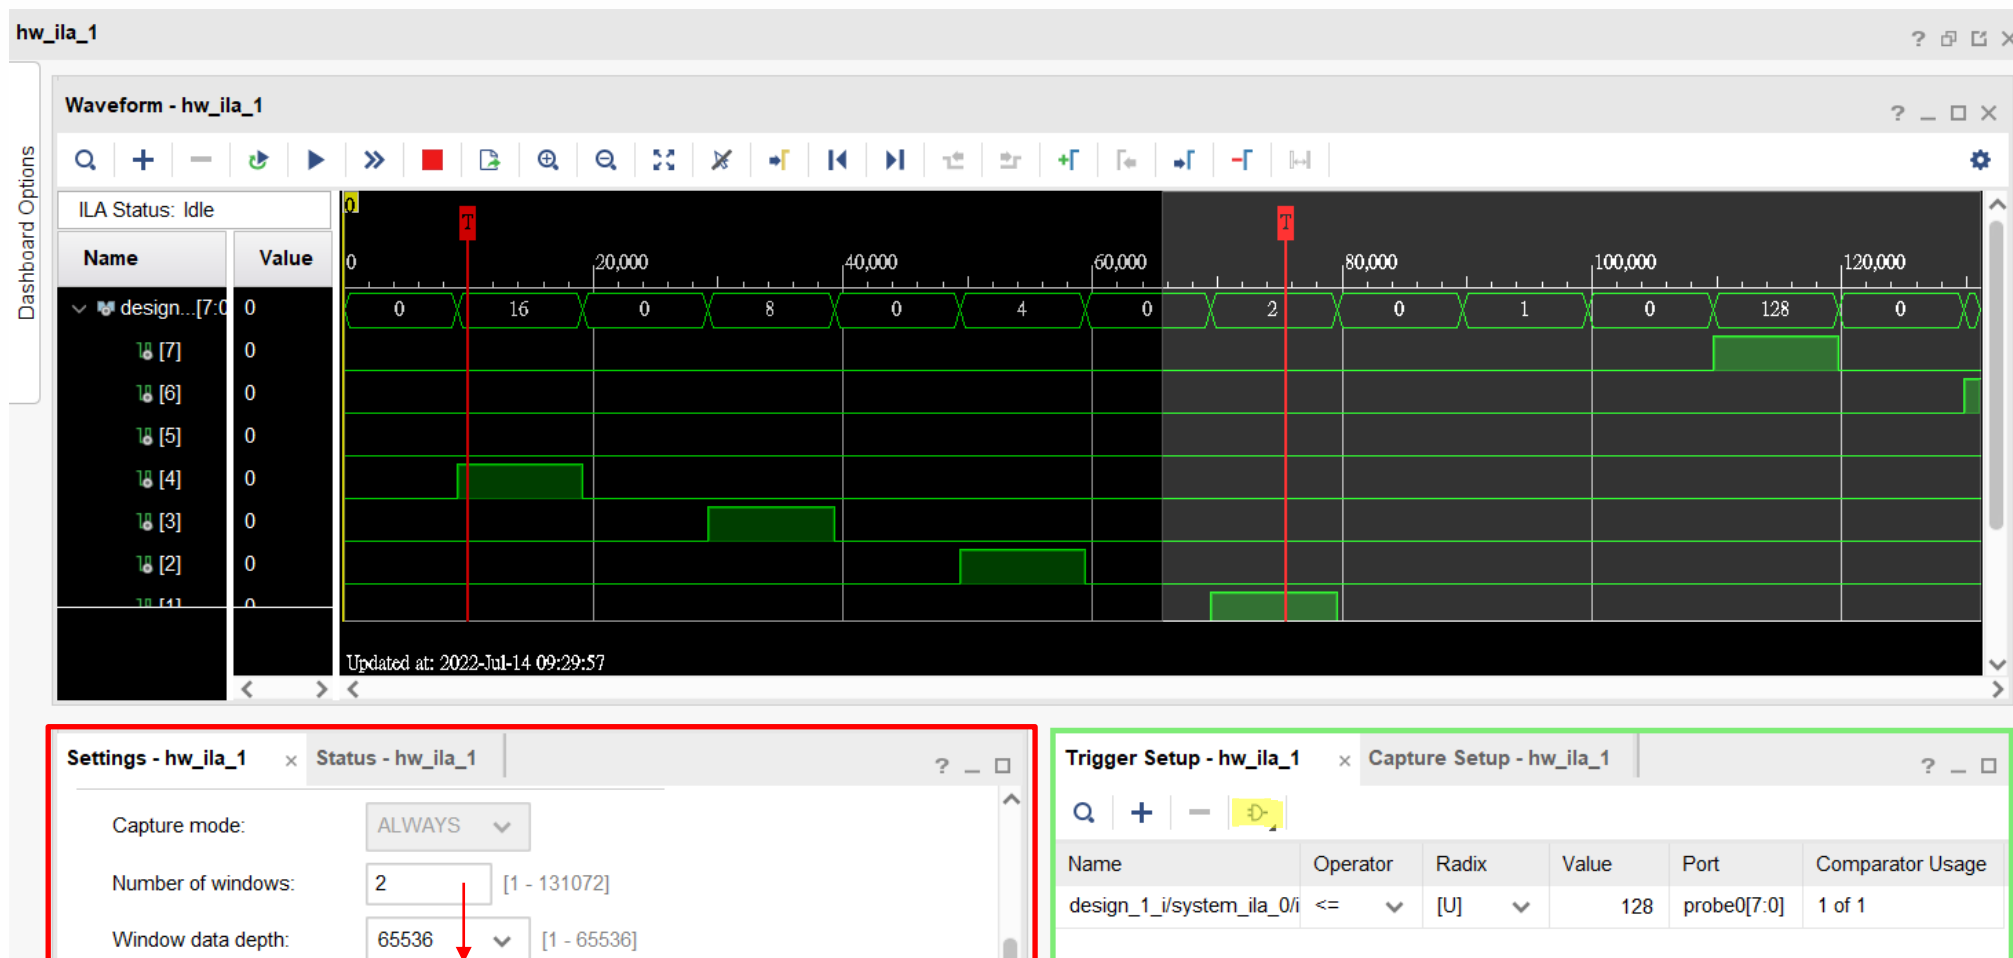 hw_ila_1
Dashboard Options
Waveform - hw_ila_1
ILA Status: Idle
Name Value
0
T T
0 20,000 40,000 60,000 80,000 100,000 120,000
design...[7:0 0
0 16 0 8 0 4 0 2 0 1 0 128 0
[7] 0
[6] 0
[5] 0
[4] 0
[3] 0
[2] 0
[1] 0
Updated at: 2022-Jul-14 09:29:57
Settings - hw_ila_1 Status - hw_ila_1
Capture mode: ALWAYS
Number of windows: 2 [1 - 131072]
Window data depth: 65536 [1 - 65536]
Trigger Setup - hw_ila_1 Capture Setup - hw_ila_1
Name Operator Radix Value Port Comparator Usage
design_1_i/system_ila_0/i <= [U] 128 probe0[7:0] 1 of 1